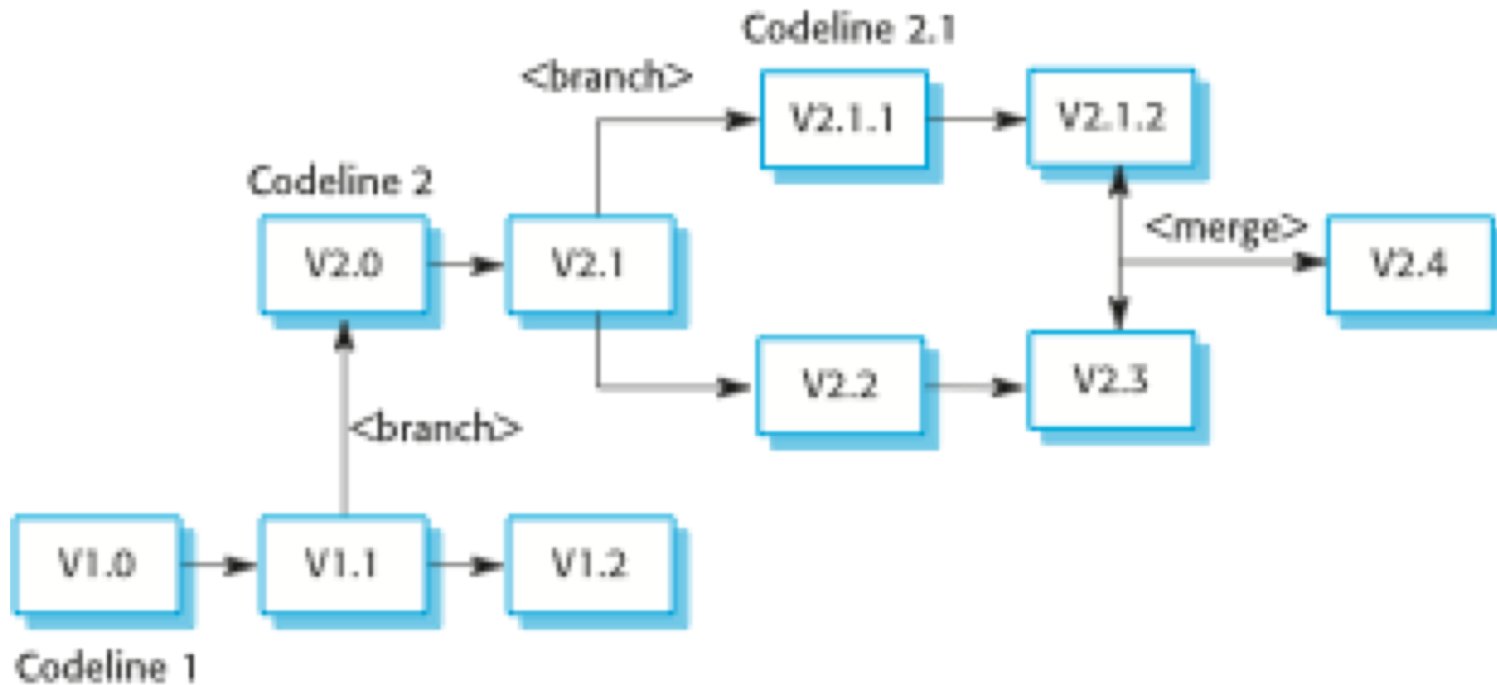 Codeline 2.1
<branch>
V2.1.1
V2.1.2
Codeline 2
V2.0
V2.1
<merge>
V2.4
V2.2
V2.3
<branch>
V1.0
V1.1
V1.2
Codeline 1